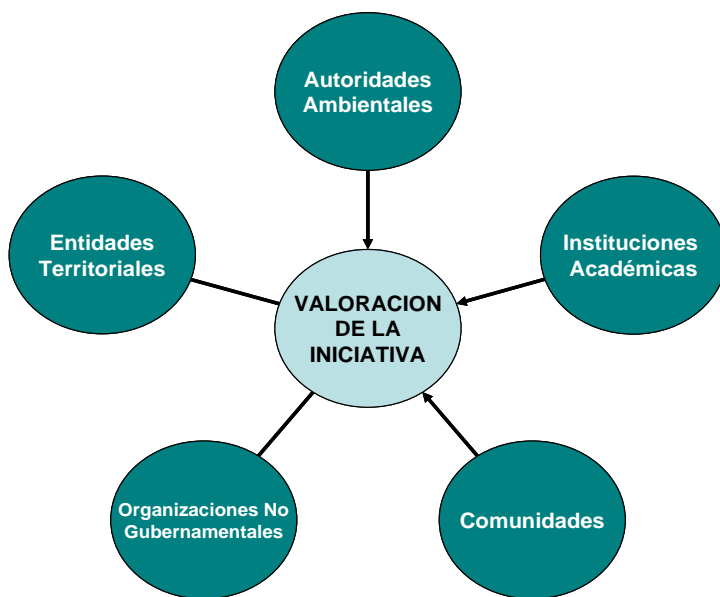 Autoridades
Ambientales
Entidades
Territoriales
Instituciones
Académicas
VALORACION
DE LA
INICIATIVA
Organizaciones No
Gubernamentales
Comunidades